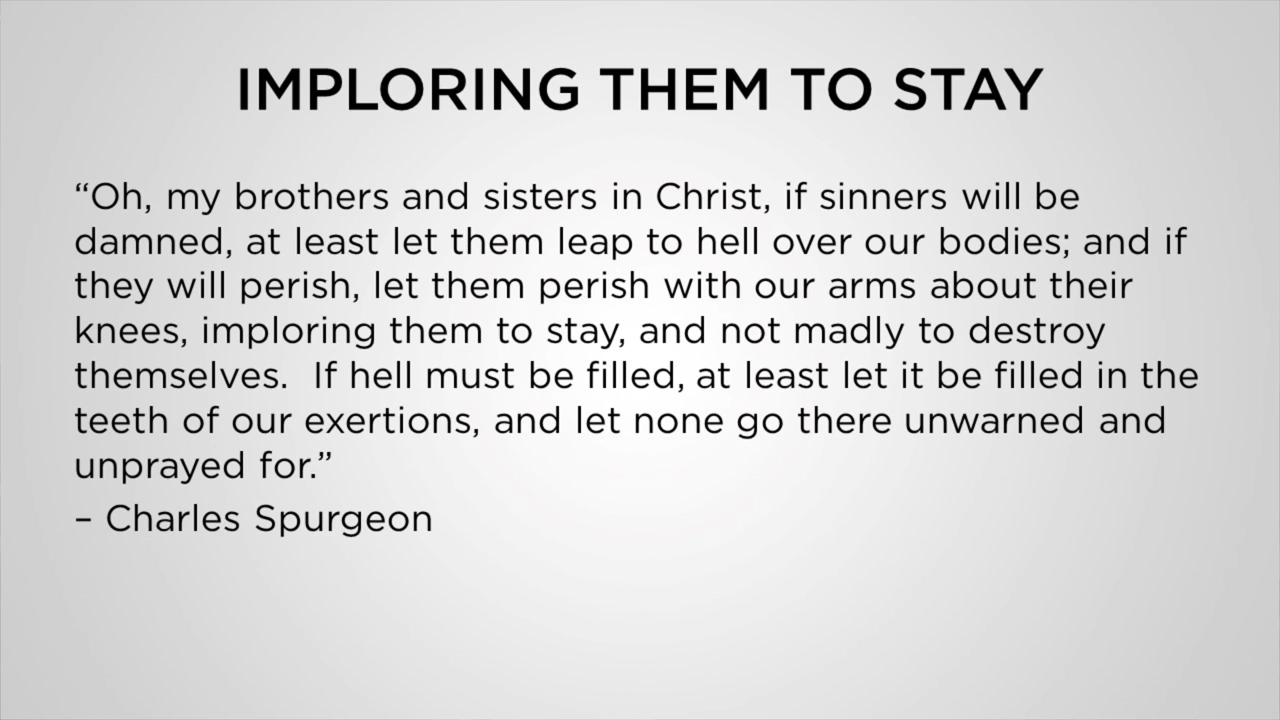 IMPLORING THEM TO STAY
“Oh, my brothers and sisters in Christ, if sinners will be
damned, at least let them leap to hell over our bodies; and if
they will perish, let them perish with our arms about their
knees, imploring them to stay, and not madly to destroy
themselves.  If hell must be filled, at least let it be filled in the
teeth of our exertions, and let none go there unwarned and
unprayed for.”
– Charles Spurgeon